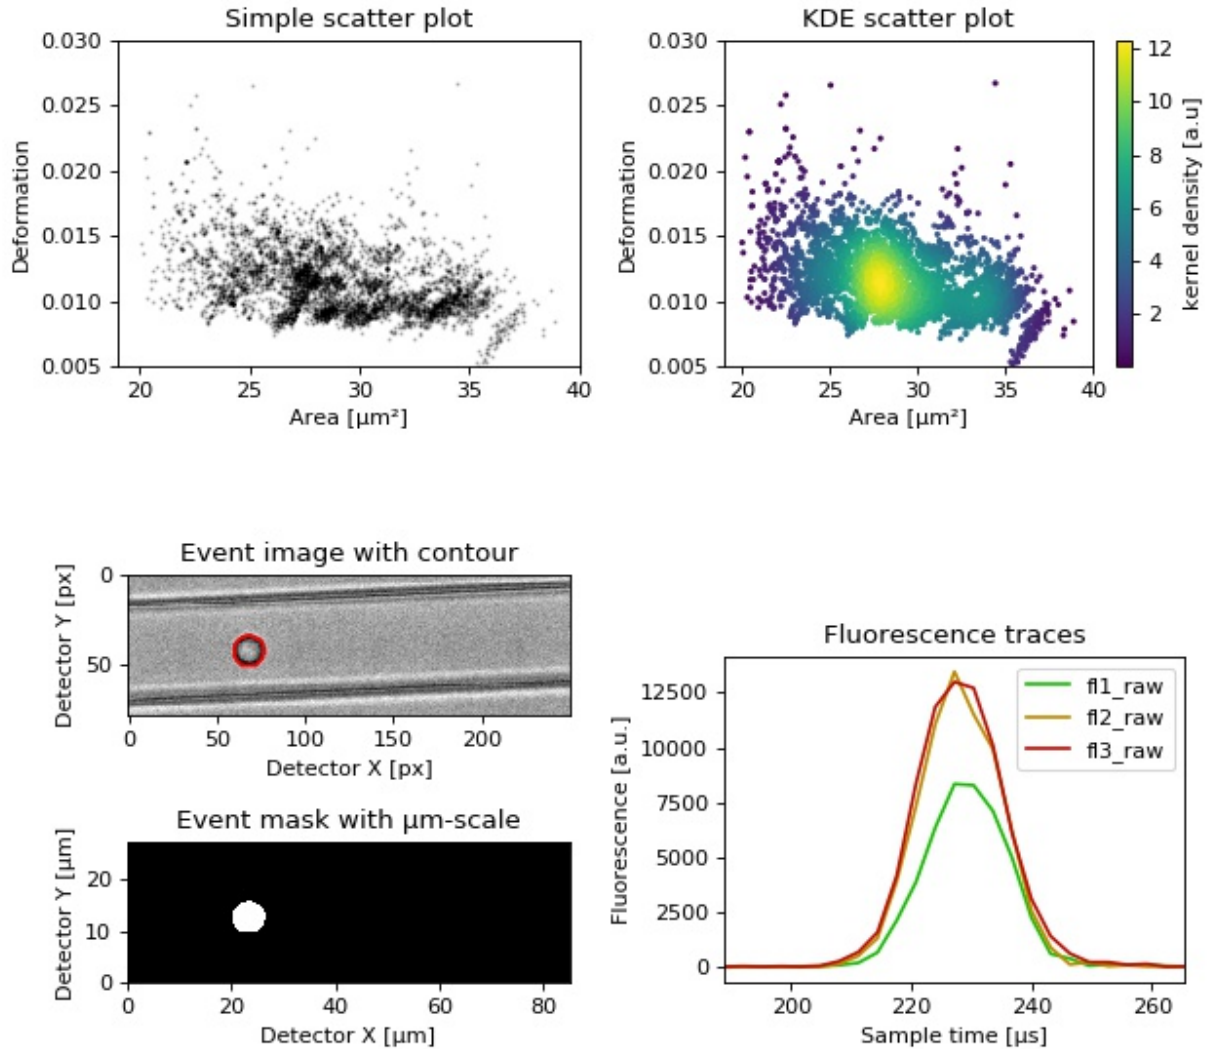 Simple scatter plot
0.030
0.025
0.020
0.015
0.010
0.005
Deformation
20 25 30 35 40
Area [µm²]
KDE scatter plot
0.030
0.025
0.020
0.015
0.010
0.005
Deformation
20 25 30 35 40
Area [µm²]
12
10
8
6
4
2
kernel density [a.u]
Event image with contour
0
50
Detector Y [px]
0 50 100 150 200
Detector X [px]
Event mask with µm-scale
20
10
0
Detector Y [µm]
0 20 40 60 80
Detector X [µm]
Fluorescence traces
12500
10000
7500
5000
2500
0
Fluorescence [a.u.]
fl1_raw
fl2_raw
fl3_raw
200 220 240 260
Sample time [µs]